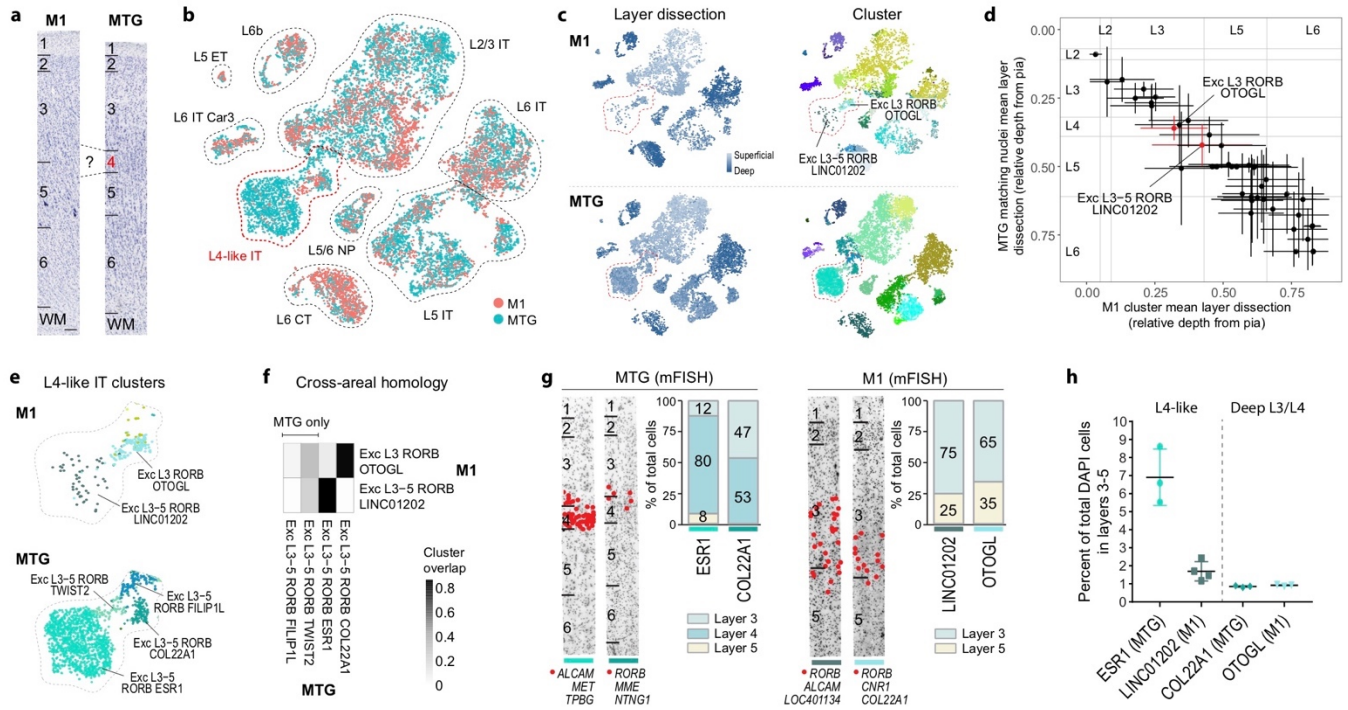 a
M1
MTG
1
2
3
5
6
WM
?
1
2
3
4
5
6
WM
b
L6b
L5 ET
L2/3 IT
L6 IT Car3
L6 IT
L4-like IT
L5/6 NP
L6 CT
L5 IT
M1
MTG
c
Layer dissection
Cluster
M1
Exc L3 RORB
OTOGL
Superficial
Deep
Exc L3–5 RORB
LINC01202
MTG
d
L2
L3
L5
L6
0.00
0.25
0.50
0.75
L2
L3
L4
L5
L6
Exc L3 RORB
OTOGL
Exc L3–5 RORB
LINC01202
MTG matching nuclei mean layer
dissection (relative depth from pia)
0.00
0.25
0.50
0.75
M1 cluster mean layer dissection
(relative depth from pia)
e
L4-like IT clusters
M1
Exc L3 RORB
OTOGL
Exc L3–5 RORB
LINC01202
MTG
Exc L3–5 RORB
TWIST2
Exc L3–5
RORB FILIP1L
Exc L3–5 RORB
COL22A1
Exc L3–5
RORB ESR1
f
Cross-areal homology
MTG only
Exc L3 RORB
OTOGL
Exc L3–5 RORB
LINC01202
M1
Exc L3–5 RORB FILIP1L
Exc L3–5 RORB TWIST2
Exc L3–5 RORB ESR1
Exc L3–5 RORB COL22A1
MTG
Cluster
overlap
0.8
0.6
0.4
0.2
0
g
MTG (mFISH)
1
2
3
4
5
6
ALCAM
MET
TPBG
RORB
MME
NTNG1
% of total cells
100
75
50
25
0
12
80
8
47
53
ESR1
COL22A1
Layer 3
Layer 4
Layer 5
M1 (mFISH)
1
2
3
5
1
2
3
5
RORB
ALCAM
LOC401134
RORB
CNR1
COL22A1
% of total cells
100
75
50
25
0
75
25
65
35
LINC01202
OTOGL
Layer 3
Layer 5
h
L4-like
Deep L3/L4
Percent of total DAPI cells
in layers 3-5
10
9
8
7
6
5
4
3
2
1
0
ESR1 (MTG)
LINC01202 (M1)
COL22A1 (MTG)
OTOGL (M1)